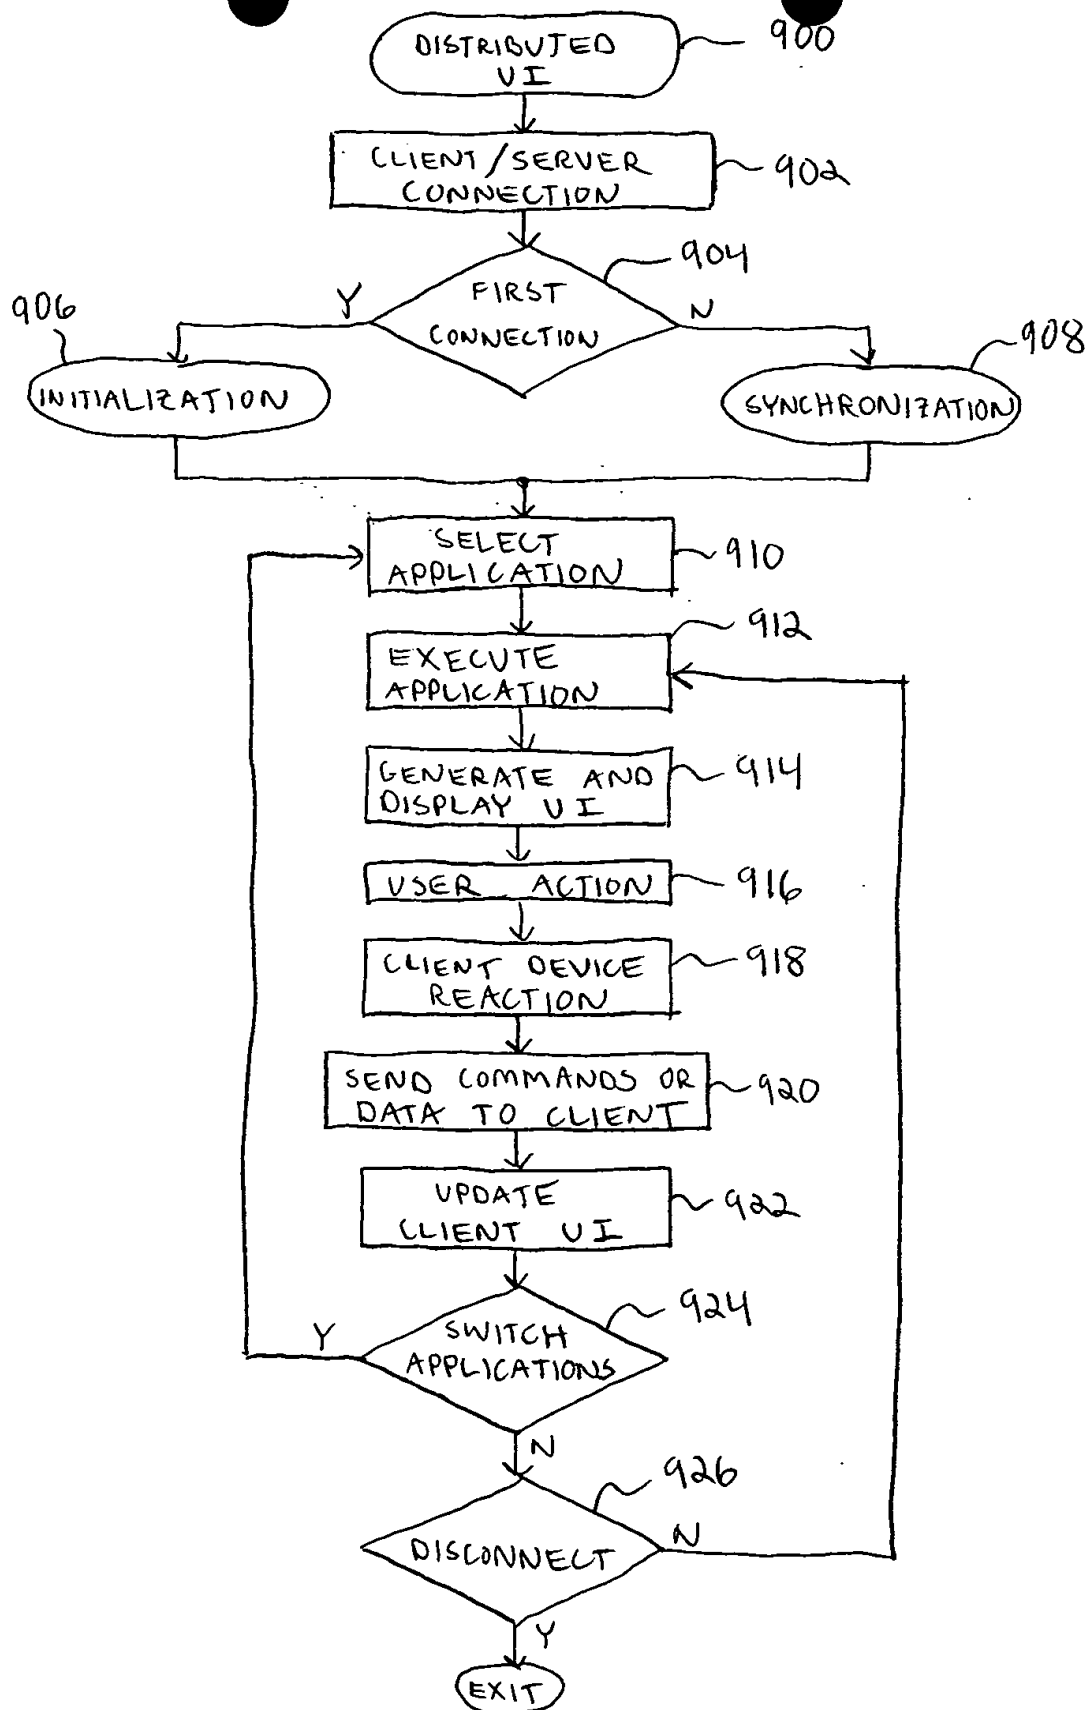 DISTRIBUTED
UI
900
CLIENT/SERVER
CONNECTION
902
904
FIRST
CONNECTION
Y
N
906
INITIALIZATION
908
SYNCHRONIZATION
SELECT
APPLICATION
910
912
EXECUTE
APPLICATION
GENERATE AND
DISPLAY UI
914
USER ACTION
916
CLIENT DEVICE
REACTION
918
SEND COMMANDS OR
DATA TO CLIENT
920
UPDATE
CLIENT UI
922
924
SWITCH
APPLICATIONS
Y
N
926
DISCONNECT
N
Y
EXIT